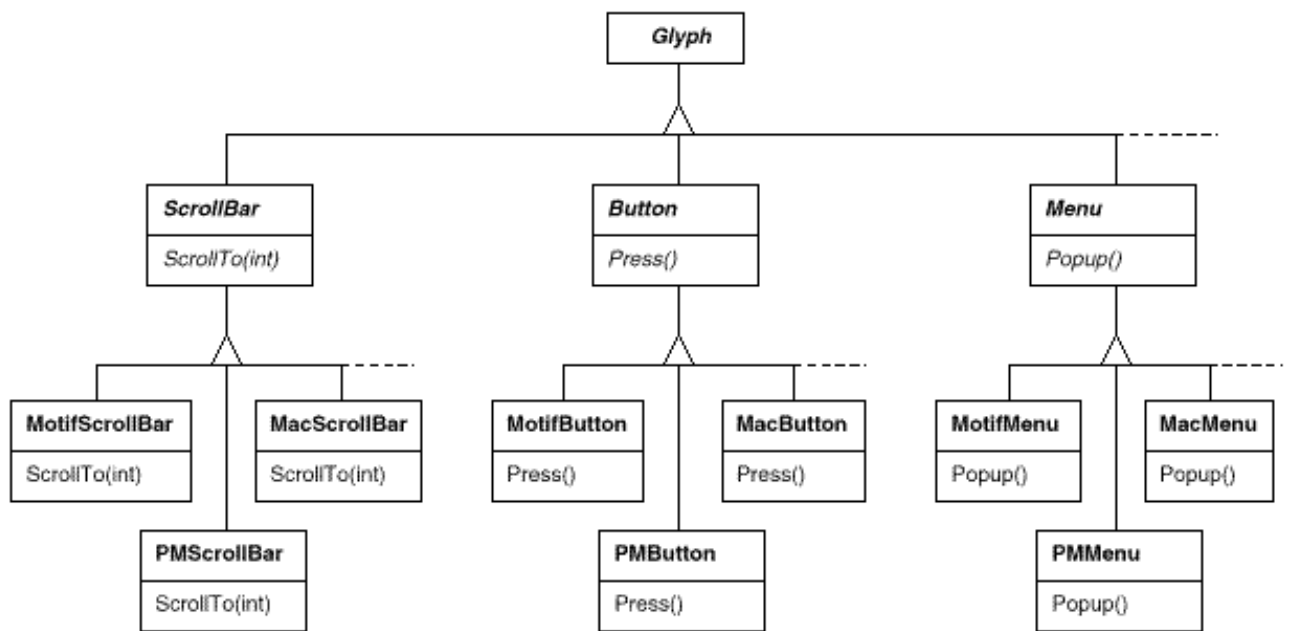 Glyph
ScrollBar
ScrollTo(int)
Button
Press()
Menu
Popup()
MotifScrollBar
ScrollTo(int)
MacScrollBar
ScrollTo(int)
PMScrollBar
ScrollTo(int)
MotifButton
Press()
MacButton
Press()
PMButton
Press()
MotifMenu
Popup()
MacMenu
Popup()
PMMenu
Popup()